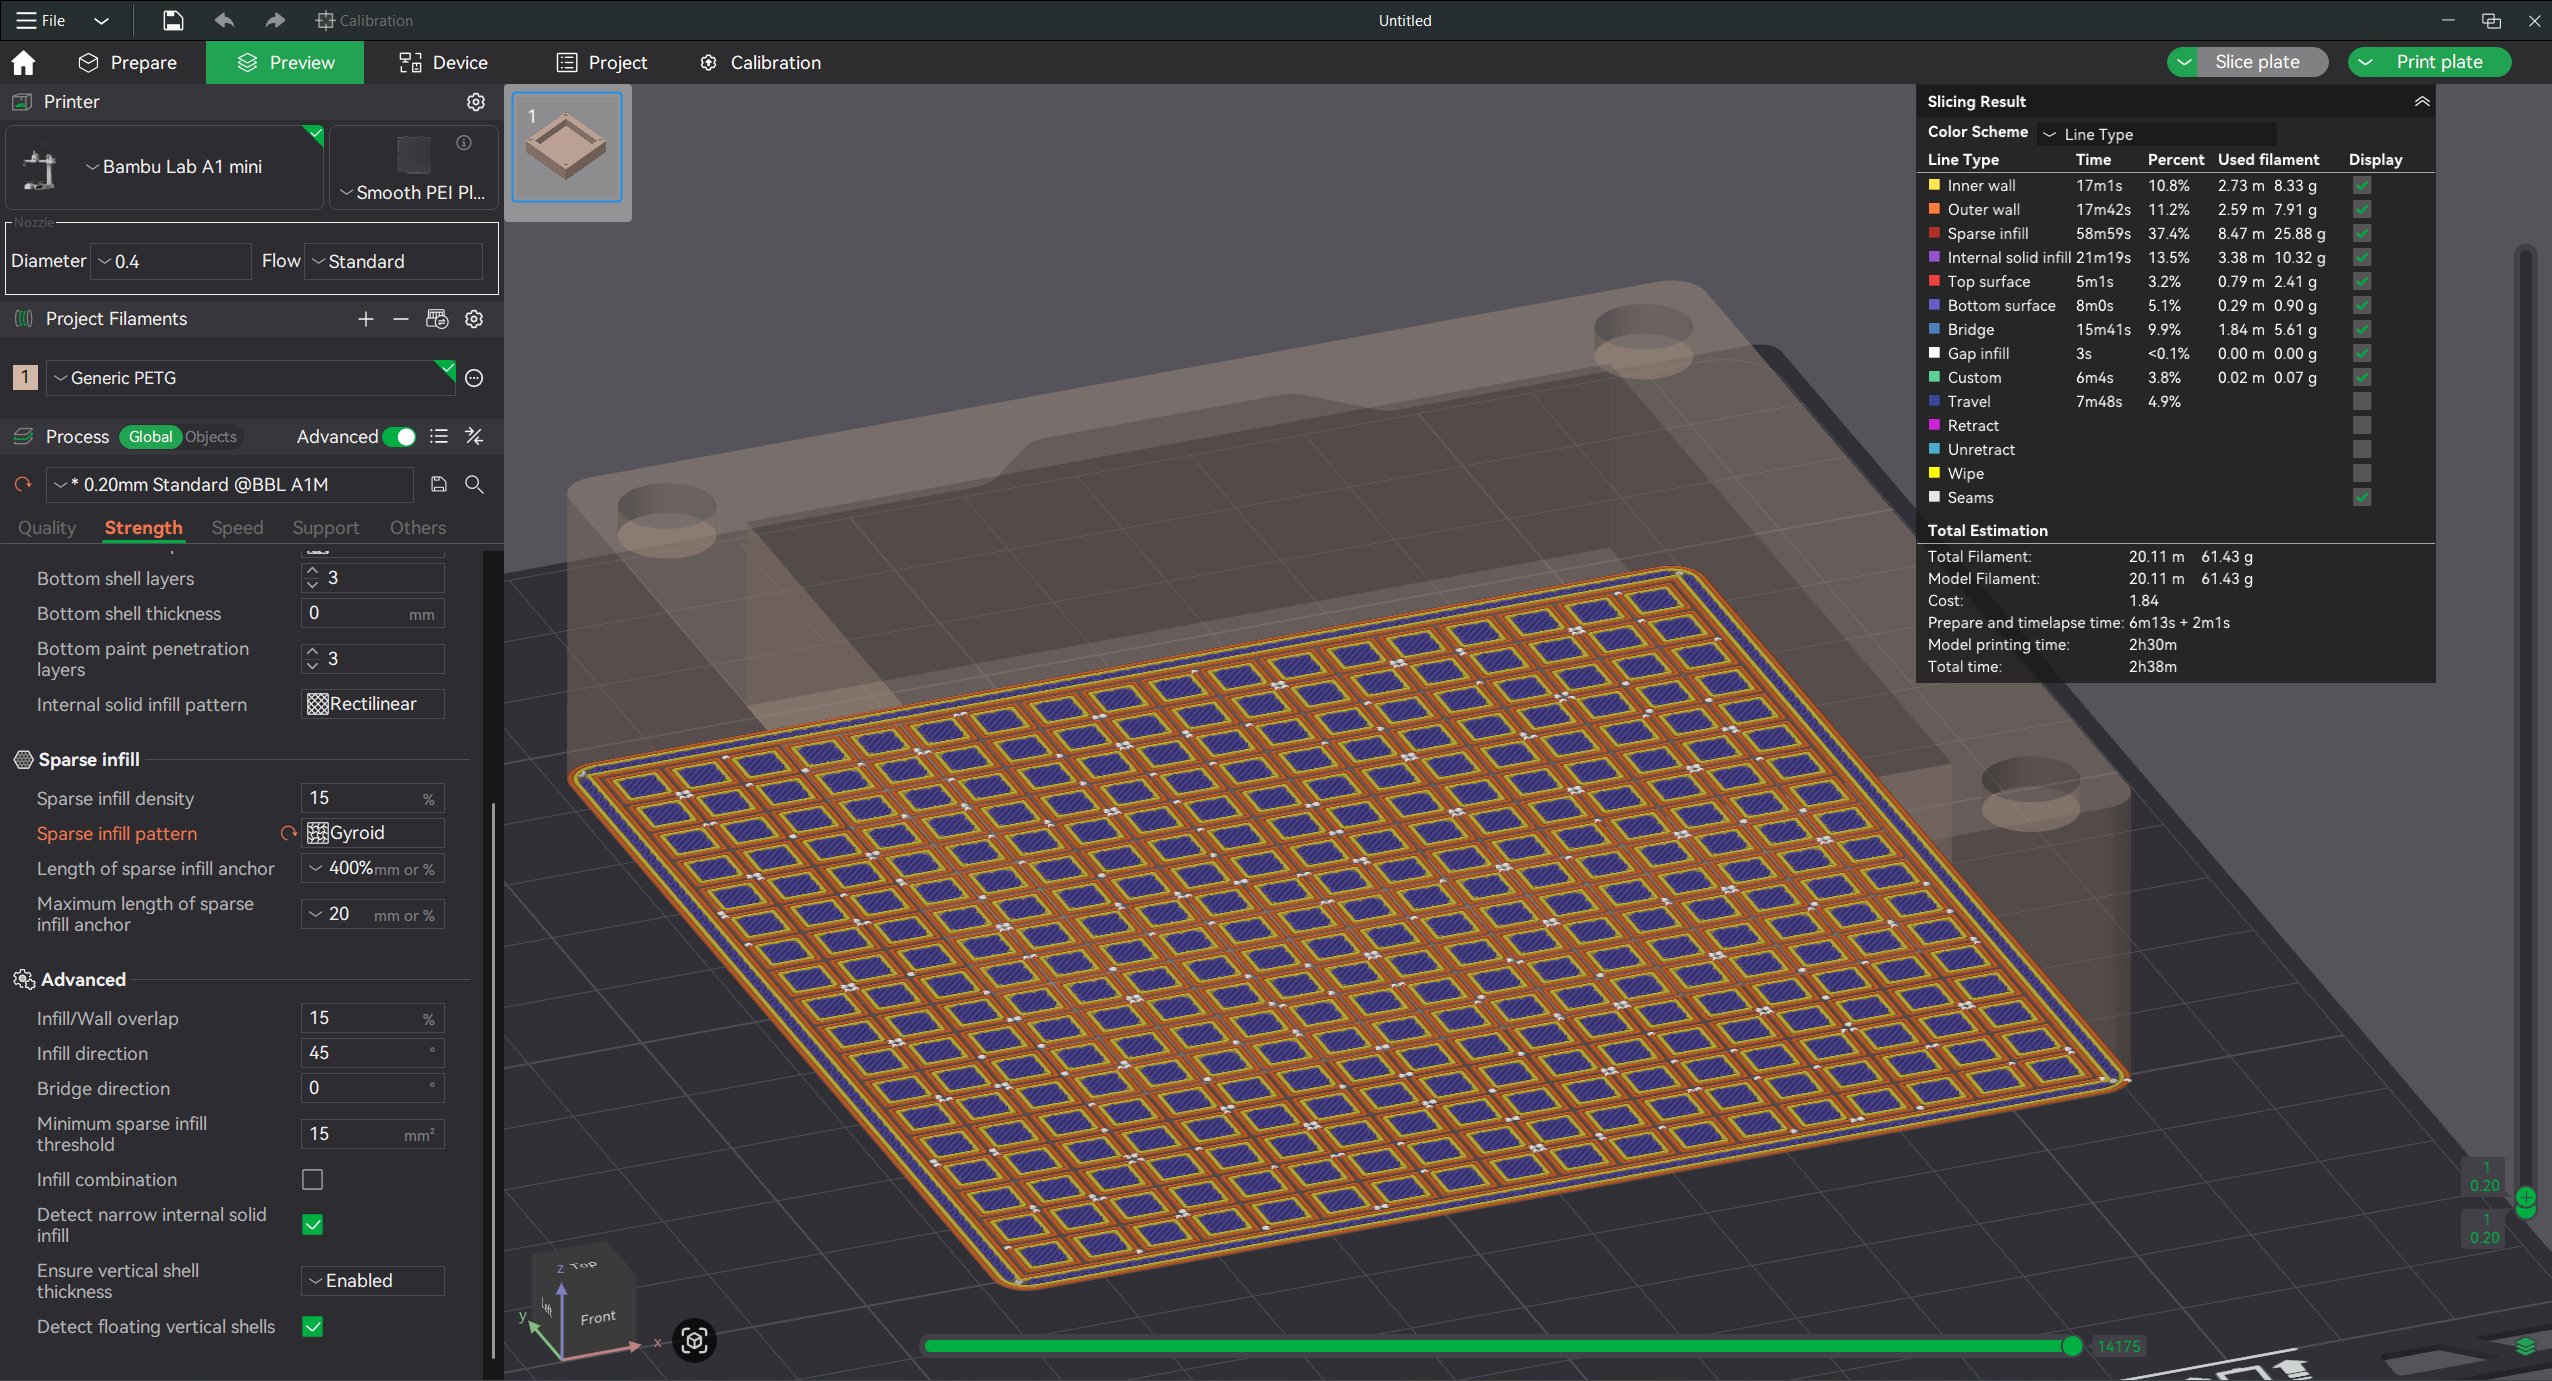 File
Calibration
Untitled
Prepare
Preview
Device
Project
Calibration
Slice plate
Print plate
Printer
Bambu Lab A1 mini
Smooth PEI Pl...
Nozzle
Diameter
0.4
Flow
Standard
Project Filaments
1
Generic PETG
Process
Global
Objects
Advanced
* 0.20mm Standard @BBL A1M
Quality
Strength
Speed
Support
Others
Bottom shell layers
3
Bottom shell thickness
0 mm
Bottom paint penetration
layers
3
Internal solid infill pattern
Rectilinear
Sparse infill
Sparse infill density
15 %
Sparse infill pattern
Gyroid
Length of sparse infill anchor
400% mm or %
Maximum length of sparse
infill anchor
20 mm or %
Advanced
Infill/Wall overlap
15 %
Infill direction
45 °
Bridge direction
0 °
Minimum sparse infill
threshold
15 mm²
Infill combination
Detect narrow internal solid
infill
Ensure vertical shell
thickness
Enabled
Detect floating vertical shells
1
Slicing Result
Color Scheme
Line Type
Line Type Time Percent Used filament Display
Inner wall 17m1s 10.8% 2.73 m 8.33 g
Outer wall 17m42s 11.2% 2.59 m 7.91 g
Sparse infill 58m59s 37.4% 8.47 m 25.88 g
Internal solid infill 21m19s 13.5% 3.38 m 10.32 g
Top surface 5m1s 3.2% 0.79 m 2.41 g
Bottom surface 8m0s 5.1% 0.29 m 0.90 g
Bridge 15m41s 9.9% 1.84 m 5.61 g
Gap infill 3s <0.1% 0.00 m 0.00 g
Custom 6m4s 3.8% 0.02 m 0.07 g
Travel 7m48s 4.9%
Retract
Unretract
Wipe
Seams
Total Estimation
Total Filament: 20.11 m 61.43 g
Model Filament: 20.11 m 61.43 g
Cost: 1.84
Prepare and timelapse time: 6m13s + 2m1s
Model printing time: 2h30m
Total time: 2h38m
1
0.20
1
0.20
z
Top
Left
Front
y
x
14175